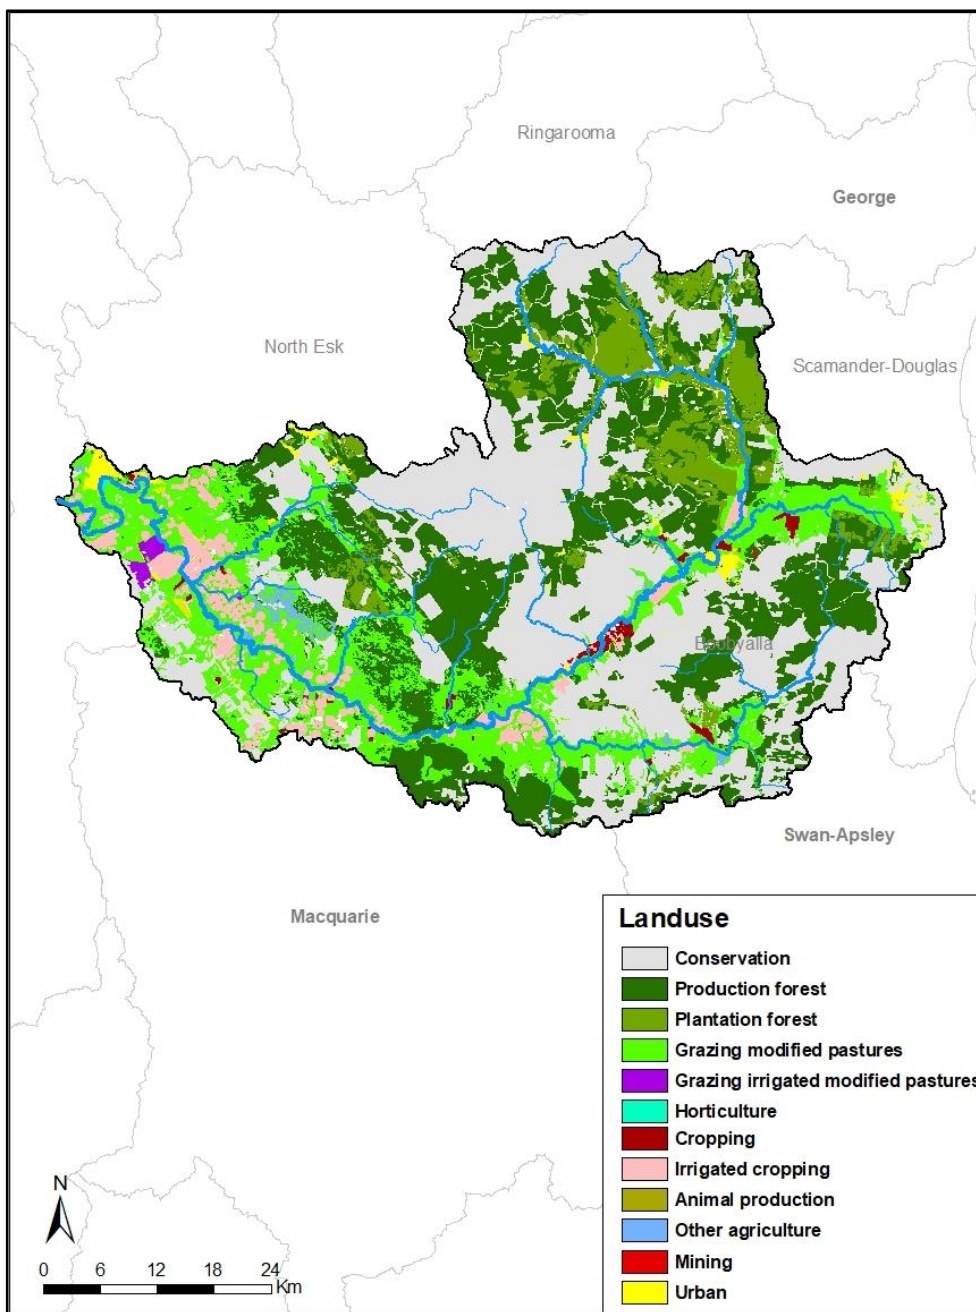 Ringarooma
George
North Esk
Scamander-Douglas
Boobyalla
Swan-Apsley
Macquarie
Landuse
Conservation
Production forest
Plantation forest
Grazing modified pastures
Grazing irrigated modified pastures
Horticulture
Cropping
Irrigated cropping
Animal production
Other agriculture
Mining
Urban
N
0 6 12 18 24
Km